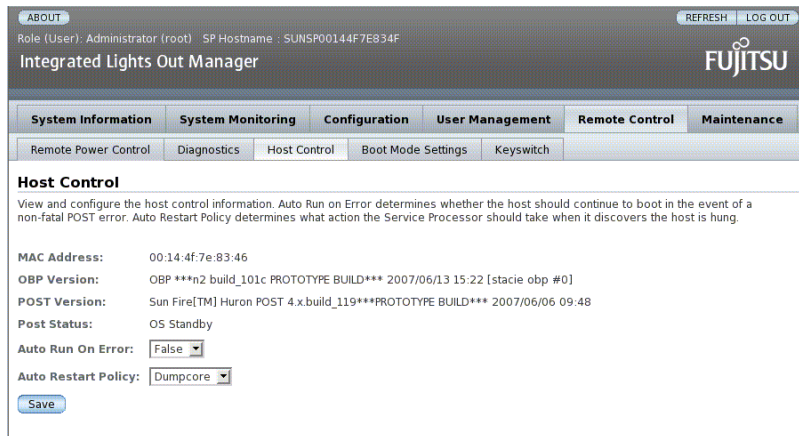 ABOUT
REFRESH LOG OUT
Role (User): Administrator (root) SP Hostname : SUNSP00144F7E834F
Integrated Lights Out Manager
FUJITSU
System Information System Monitoring Configuration User Management Remote Control Maintenance
Remote Power Control Diagnostics Host Control Boot Mode Settings Keyswitch
Host Control
View and configure the host control information. Auto Run on Error determines whether the host should continue to boot in the event of a
non-fatal POST error. Auto Restart Policy determines what action the Service Processor should take when it discovers the host is hung.
MAC Address: 00:14:4f:7e:83:46
OBP Version: OBP ***n2 build_101c PROTOTYPE BUILD*** 2007/06/13 15:22 [stacie obp #0]
POST Version: Sun Fire[TM] Huron POST 4.x.build_119***PROTOTYPE BUILD*** 2007/06/06 09:48
Post Status: OS Standby
Auto Run On Error: False
Auto Restart Policy: Dumpcore
Save